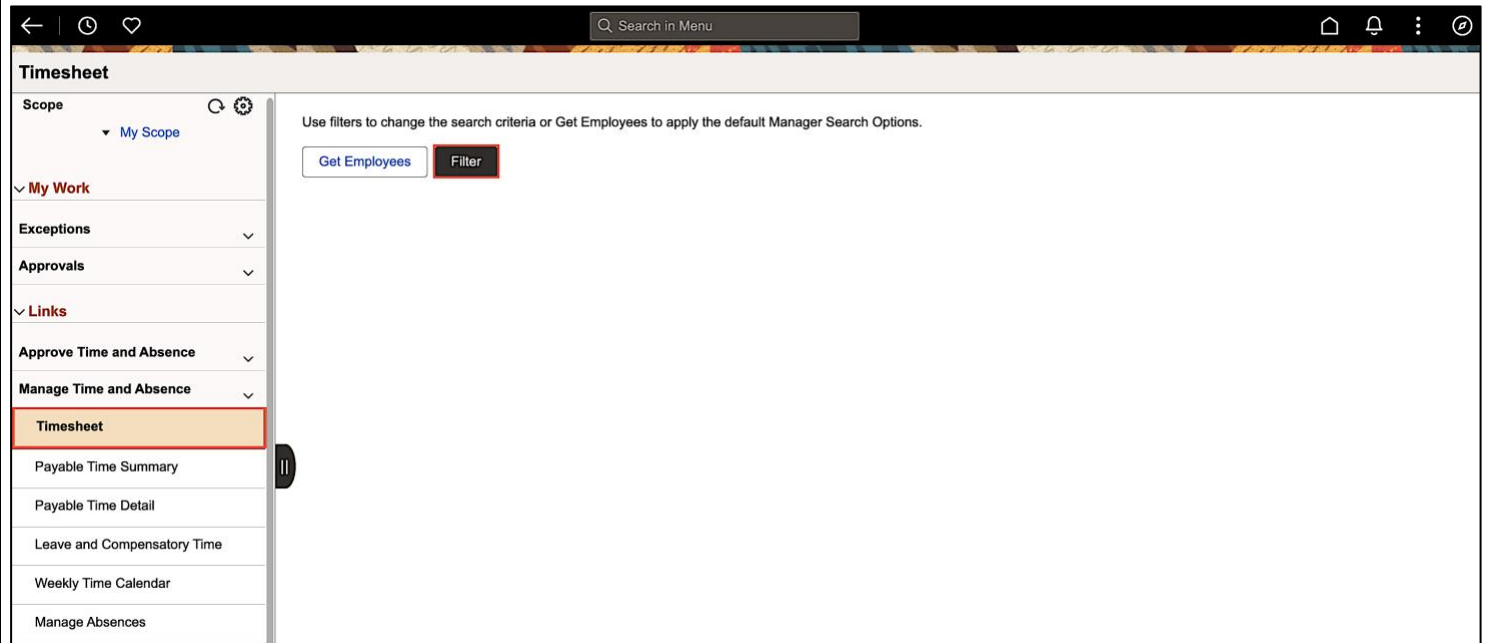 Search in Menu
Timesheet
Scope
My Scope
My Work
Exceptions
Approvals
Links
Approve Time and Absence
Manage Time and Absence
Timesheet
Payable Time Summary
Payable Time Detail
Leave and Compensatory Time
Weekly Time Calendar
Manage Absences
Use filters to change the search criteria or Get Employees to apply the default Manager Search Options.
Get Employees
Filter